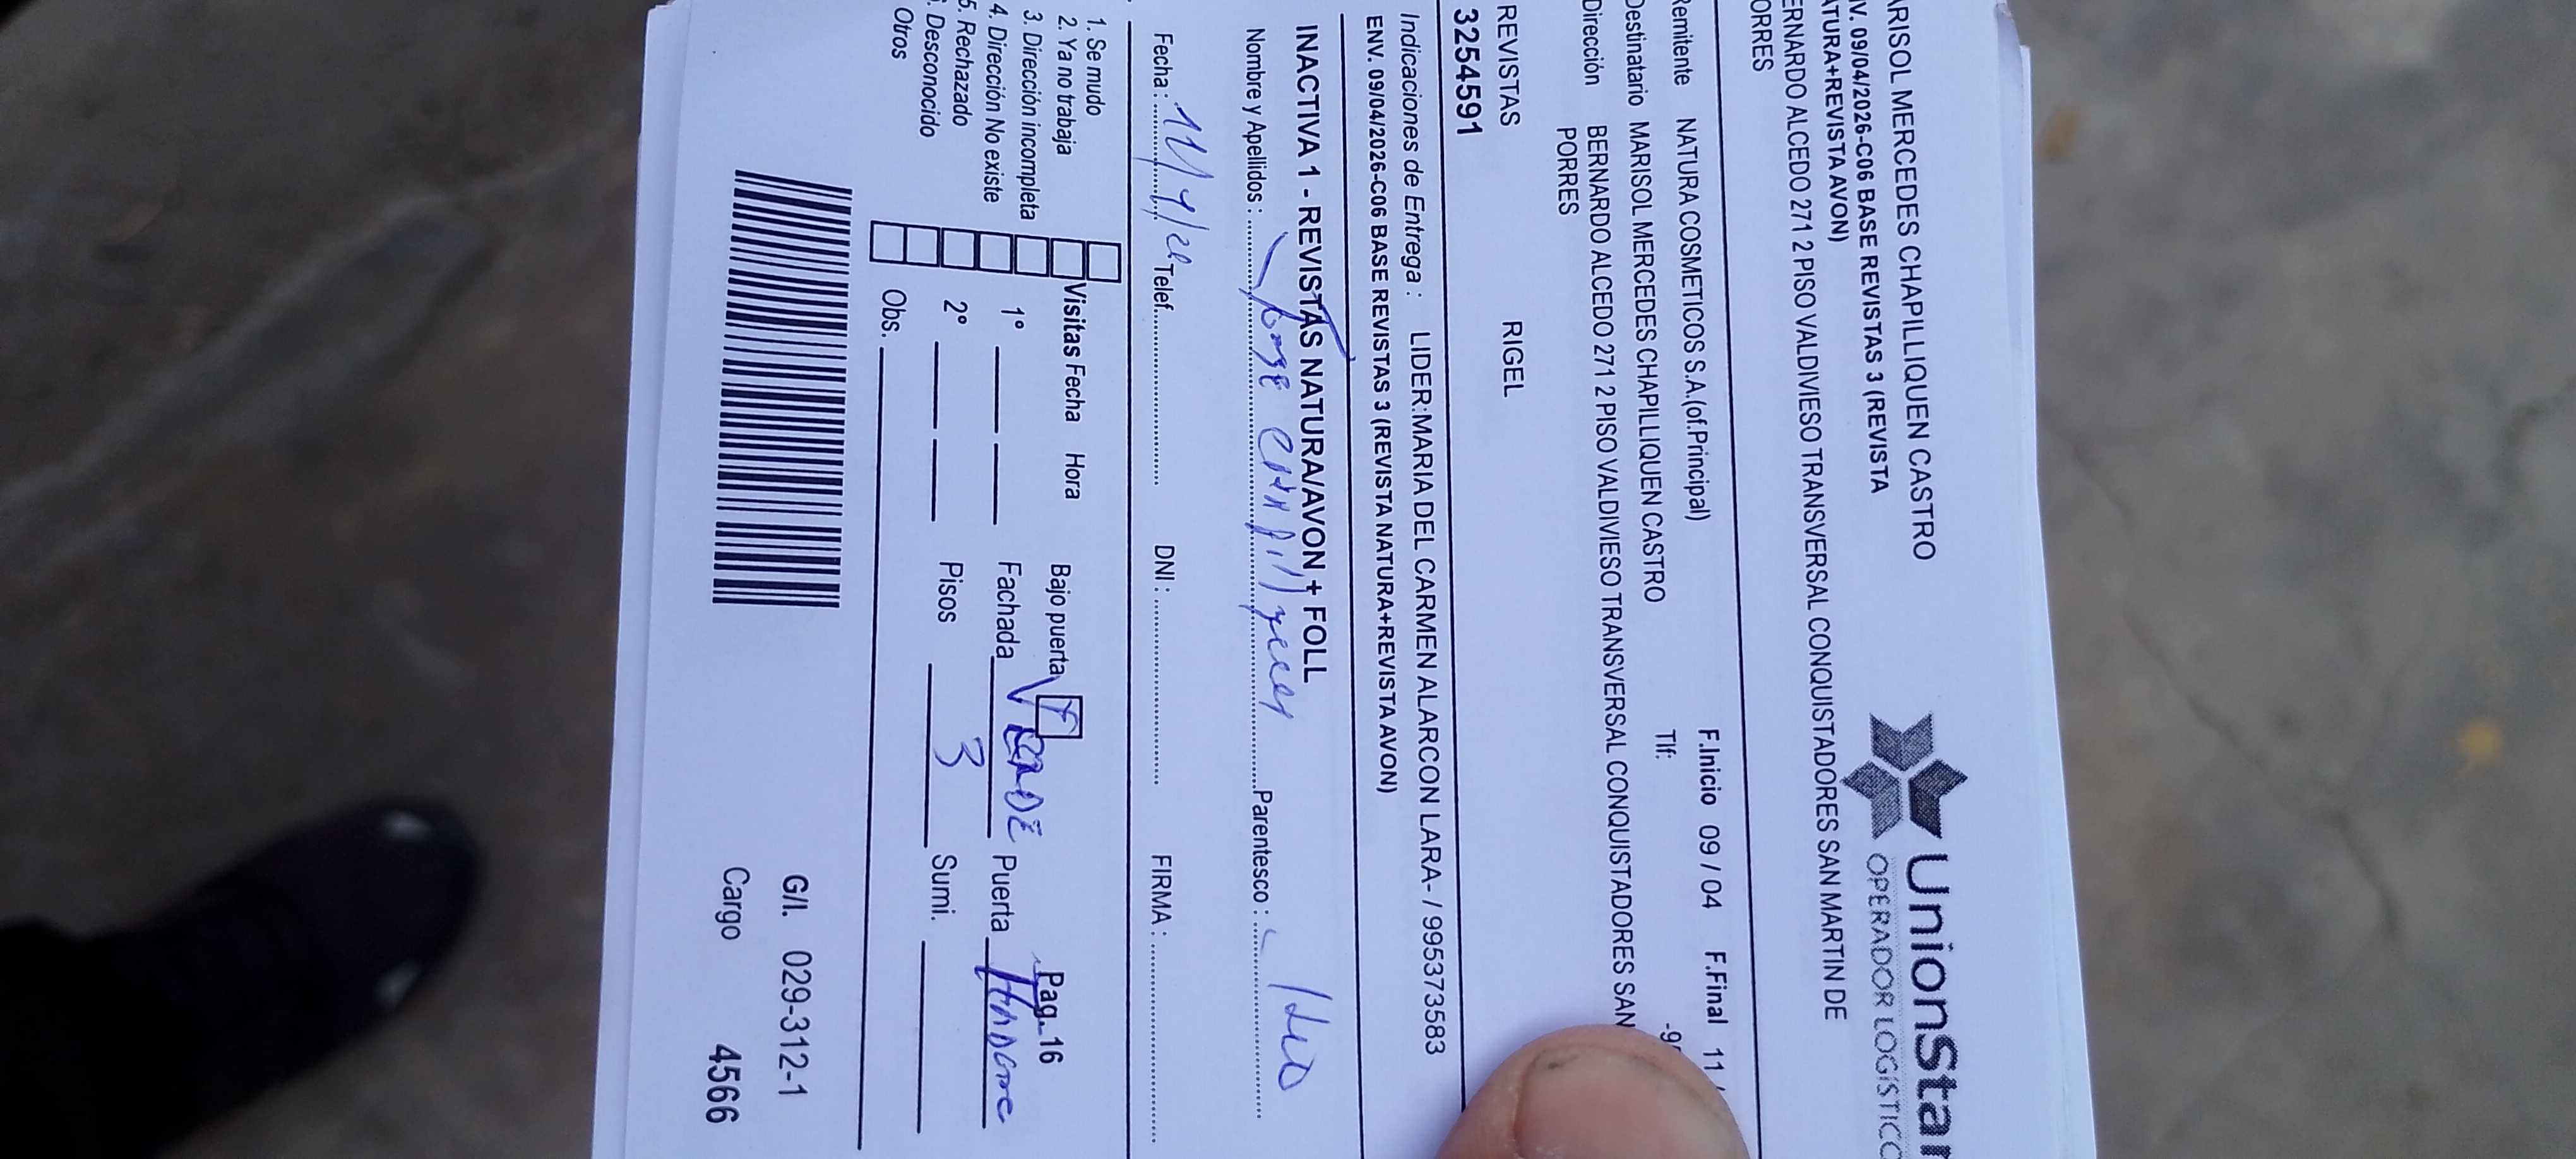 ARISOL MERCEDES CHAPILLIQUEN CASTRO
V. 09/04/2026-C06 BASE REVISTAS 3 (REVISTA
TURA+REVISTA AVON)
ERNARDO ALCEDO 271 2 PISO VALDIVIESO TRANSVERSAL CONQUISTADORES SAN MARTIN DE
ORRES
UnionStar
OPERADOR LOGISTICO
Remitente NATURA COSMETICOS S.A.(of.Principal) F.Inicio 09 / 04 F.Final 11
Destinatario MARISOL MERCEDES CHAPILLIQUEN CASTRO Tlf:
Dirección BERNARDO ALCEDO 271 2 PISO VALDIVIESO TRANSVERSAL CONQUISTADORES SAN
PORRES
REVISTAS RIGEL
3254591
Indicaciones de Entrega : LIDER:MARIA DEL CARMEN ALARCON LARA- / 995373583
ENV. 09/04/2026-C06 BASE REVISTAS 3 (REVISTA NATURA+REVISTA AVON)
INACTIVA 1 - REVISTAS NATURA/AVON + FOLL
Nombre y Apellidos : Parentesco :
Fecha : Telef. DNI : FIRMA :
1. Se mudo
2. Ya no trabaja
3. Dirección incompleta
4. Dirección No existe
5. Rechazado
. Desconocido
Otros
Visitas Fecha Hora
1°
2°
Obs.
Bajo puerta Pag. 16
Fachada VERDE Puerta
Pisos 3 Sumi.
G/I. 029-312-1
Cargo 4566